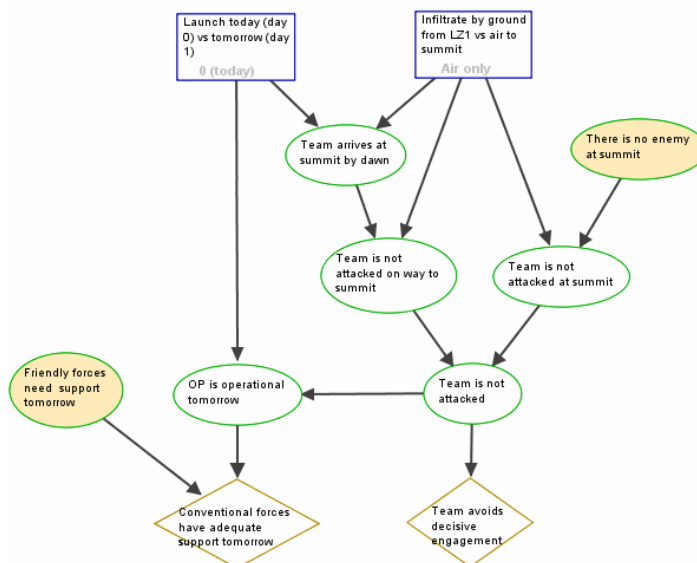 Launch today (day
0) vs tomorrow (day
1)
0 (today)
Infiltrate by ground
from LZ1 vs air to
summit
Air only
Team arrives at
summit by dawn
There is no enemy
at summit
Team is not
attacked on way to
summit
Team is not
attacked at summit
Friendly forces
need support
tomorrow
OP is operational
tomorrow
Team is not
attacked
Conventional forces
have adequate
support tomorrow
Team avoids
decisive
engagement